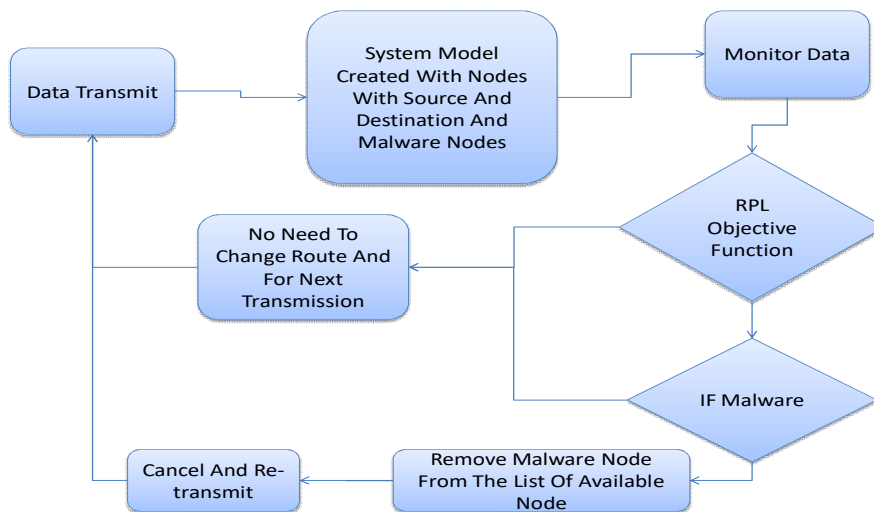 Data Transmit
System Model
Created With Nodes
With Source And
Destination And
Malware Nodes
Monitor Data
RPL
Objective
Function
No Need To
Change Route And
For Next
Transmission
IF Malware
Remove Malware Node
From The List Of Available
Node
Cancel And Re-
transmit